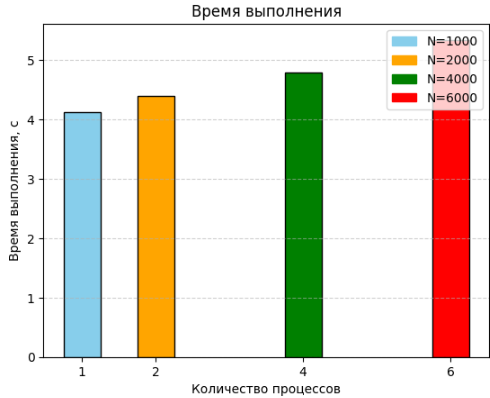 Время выполнения
N=1000
N=2000
N=4000
N=6000
5
4
3
2
1
0
Время выполнения, с
1 2 4 6
Количество процессов